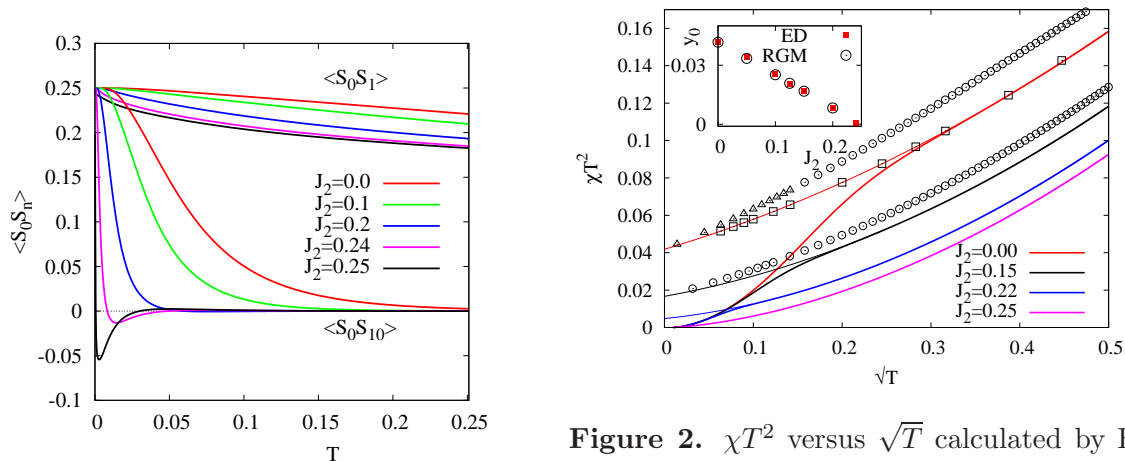 0.3
0.25
0.2
0.15
0.1
0.05
0
-0.05
-0.1
<S0S1>
<S0Sn>
J2=0.0
J2=0.1
J2=0.2
J2=0.24
J2=0.25
<S0S10>
0 0.05 0.1 0.15 0.2 0.25
T
0.16
0.14
0.12
0.1
0.08
0.06
0.04
0.02
0
χT²
y0
ED
RGM
0.03
0
J2
0 0.1 0.2
J2=0.00
J2=0.15
J2=0.22
J2=0.25
0.1 0.2 0.3 0.4 0.5
√T
Figure 2. χT² versus √T calculated by